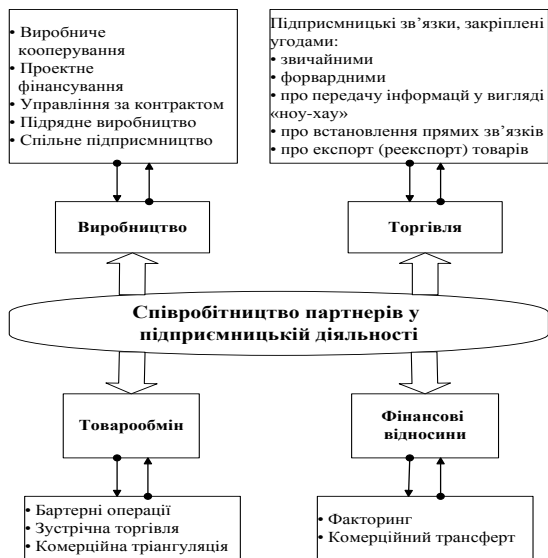 • Виробниче
кооперування
• Проектне
фінансування
• Управління за контрактом
• Підрядне виробництво
• Спільне підприємництво
Підприємницькі зв’язки, закріплені
угодами:
• звичайними
• форвардними
• про передачу інформації у вигляді
«ноу-хау»
• про встановлення прямих зв’язків
• про експорт (реекспорт) товарів
Виробництво
Торгівля
Співробітництво партнерів у
підприємницькій діяльності
Товарообмін
Фінансові
відносини
• Бартерні операції
• Зустрічна торгівля
• Комерційна тріангуляція
• Факторинг
• Комерційний трансферт